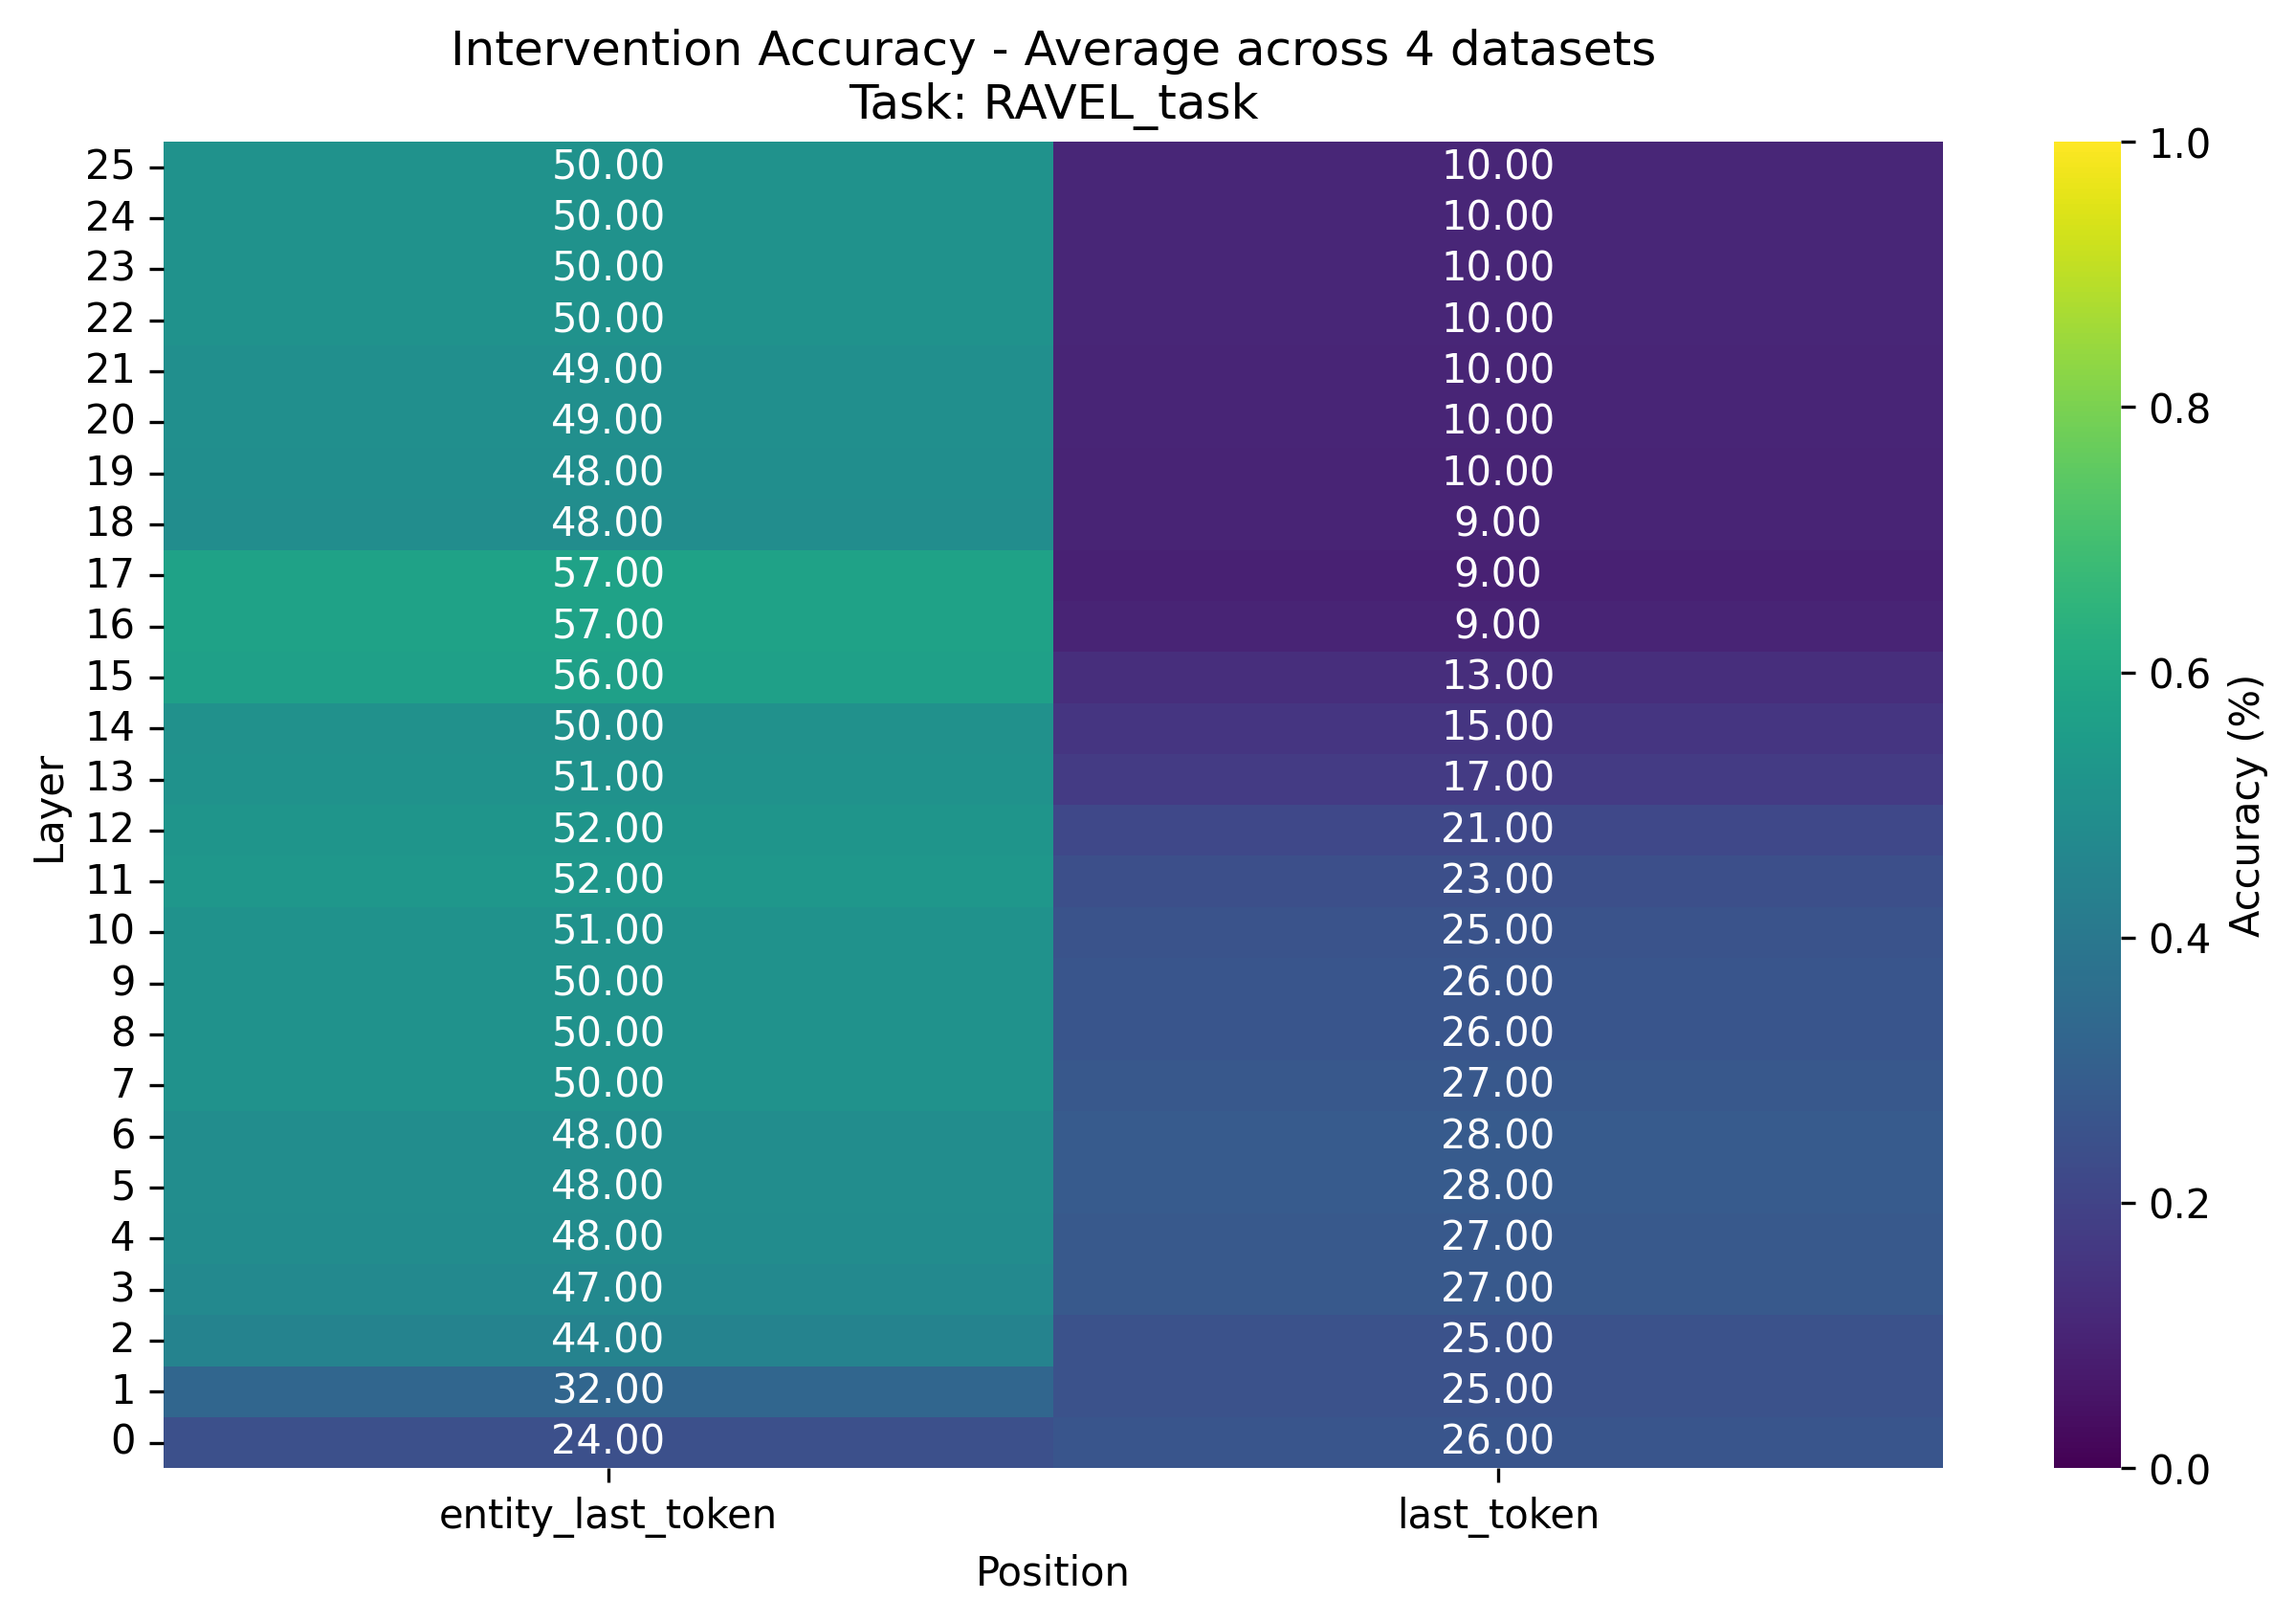 Intervention Accuracy - Average across 4 datasets
Task: RAVEL_task
Layer
25 50.00 10.00
24 50.00 10.00
23 50.00 10.00
22 50.00 10.00
21 49.00 10.00
20 49.00 10.00
19 48.00 10.00
18 48.00 9.00
17 57.00 9.00
16 57.00 9.00
15 56.00 13.00
14 50.00 15.00
13 51.00 17.00
12 52.00 21.00
11 52.00 23.00
10 51.00 25.00
9 50.00 26.00
8 50.00 26.00
7 50.00 27.00
6 48.00 28.00
5 48.00 28.00
4 48.00 27.00
3 47.00 27.00
2 44.00 25.00
1 32.00 25.00
0 24.00 26.00
entity_last_token last_token
Position
1.0
0.8
0.6
0.4
0.2
0.0
Accuracy (%)